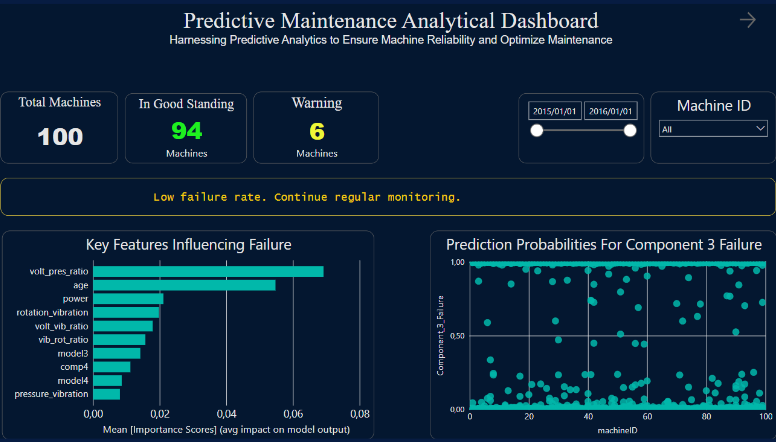 Predictive Maintenance Analytical Dashboard
Harnessing Predictive Analytics to Ensure Machine Reliability and Optimize Maintenance
Total Machines
100
In Good Standing
94
Machines
Warning
6
Machines
2015/01/01
2016/01/01
Machine ID
All
Low failure rate. Continue regular monitoring.
Key Features Influencing Failure
volt_pres_ratio
age
power
rotation_vibration
volt_vib_ratio
vib_rot_ratio
model3
comp4
model4
pressure_vibration
0,00 0,02 0,04 0,06 0,08
Mean [Importance Scores] (avg impact on model output)
Prediction Probabilities For Component 3 Failure
Component_3_Failure
1,00
0,50
0,00
0 20 40 60 80 100
machineID